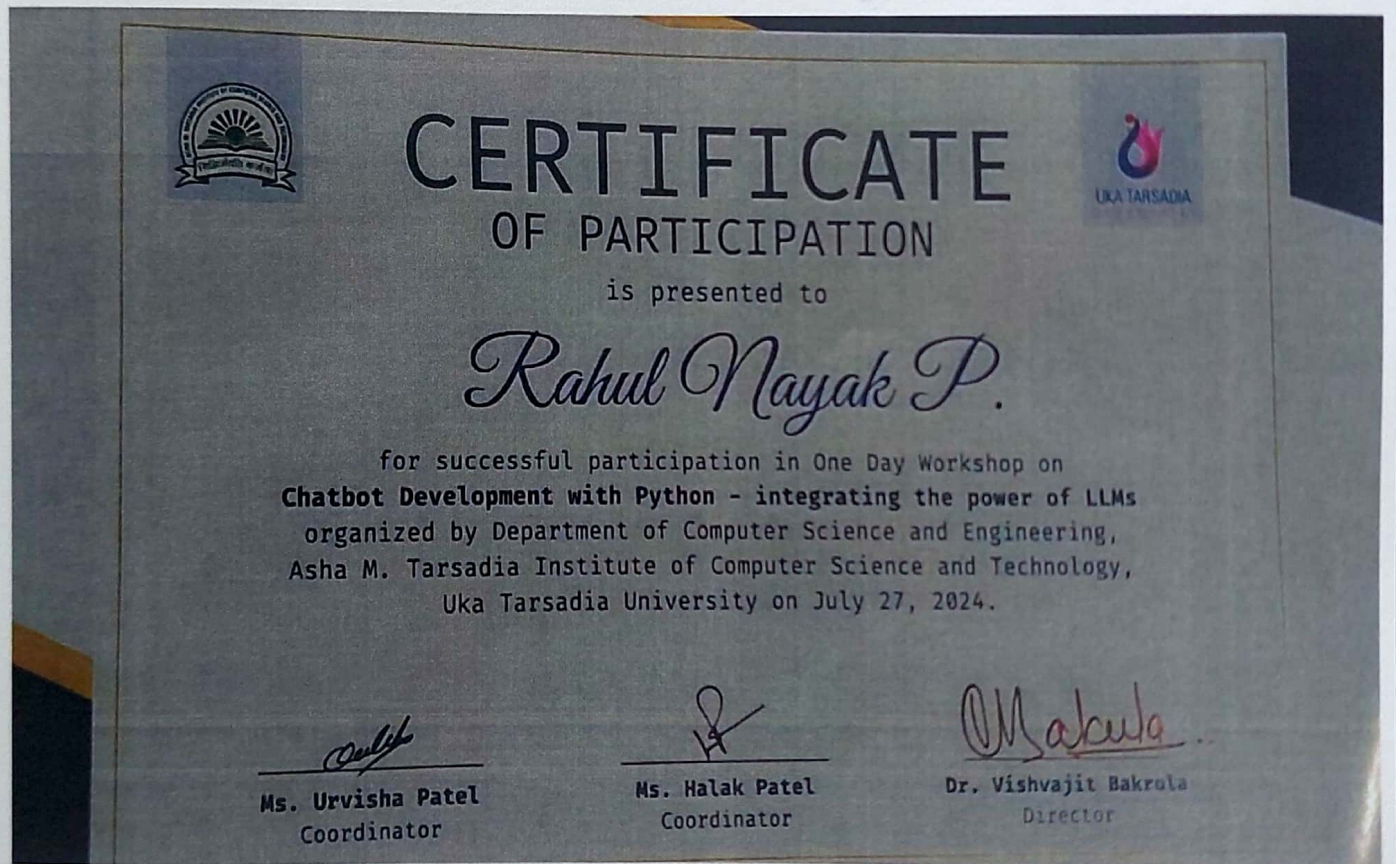 UKA TARSADIA
CERTIFICATE
OF PARTICIPATION
is presented to
Rahul Nayak P.
for successful participation in One Day Workshop on
Chatbot Development with Python - integrating the power of LLMs
organized by Department of Computer Science and Engineering,
Asha M. Tarsadia Institute of Computer Science and Technology,
Uka Tarsadia University on July 27, 2024.
Ms. Urvisha Patel
Coordinator
Ms. Halak Patel
Coordinator
Dr. Vishvajit Bakrola
Director